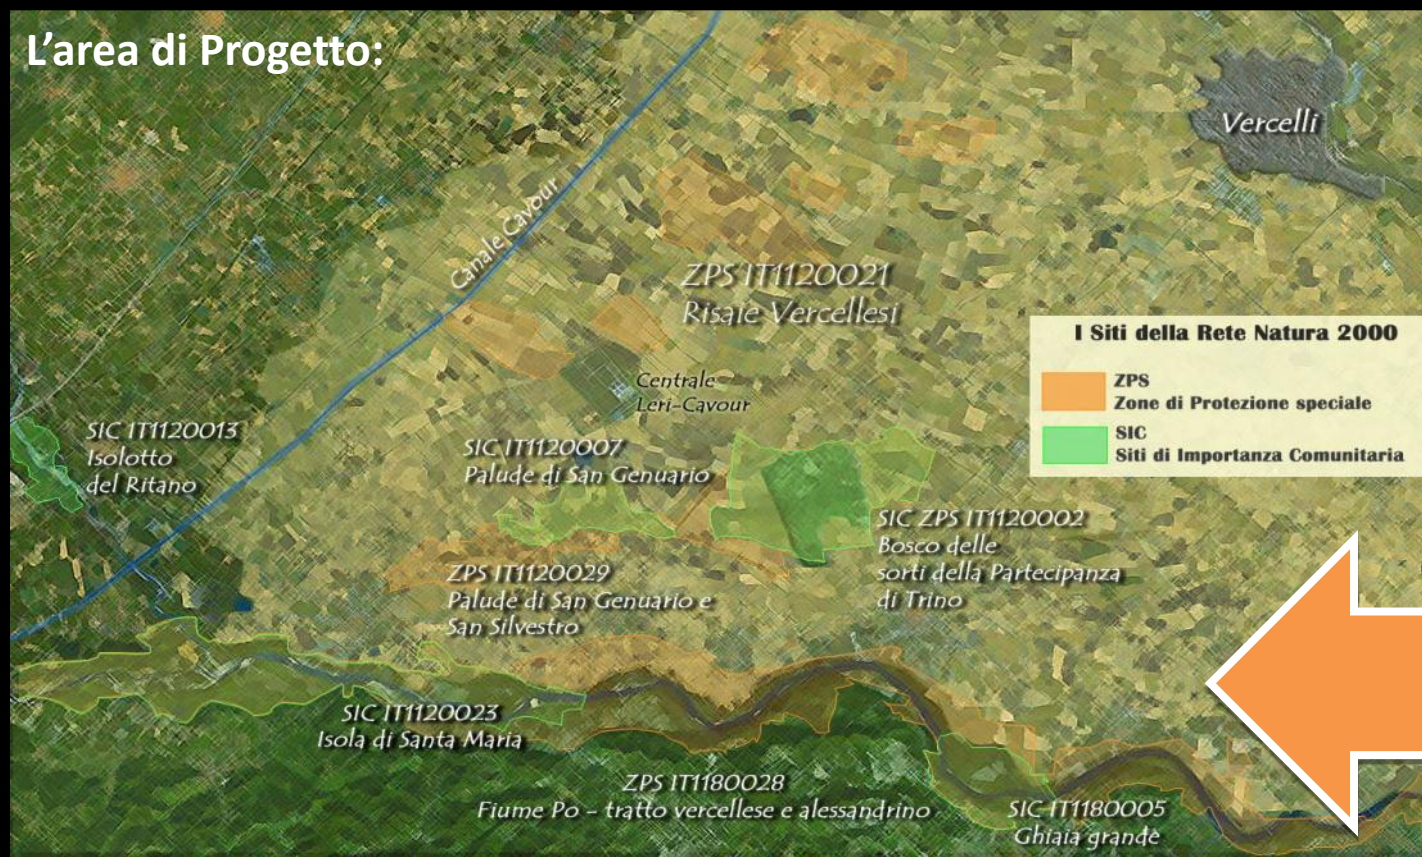 L'area di Progetto:
Vercelli
Canale Cavour
ZPS IT1120021
Risaie Vercellesi
I Siti della Rete Natura 2000
ZPS
Zone di Protezione speciale
SIC
Siti di Importanza Comunitaria
Centrale
Leri-Cavour
SIC IT1120013
Isolotto
del Ritano
SIC IT1120007
Palude di San Genuario
SIC ZPS IT1120002
Bosco delle
sorti della Partecipanza
di Trino
ZPS IT1120029
Palude di San Genuario e
San Silvestro
SIC IT1120023
Isola di Santa Maria
ZPS IT1180028
Fiume Po - tratto vercellese e alessandrino
SIC IT1180005
Ghiaia grande